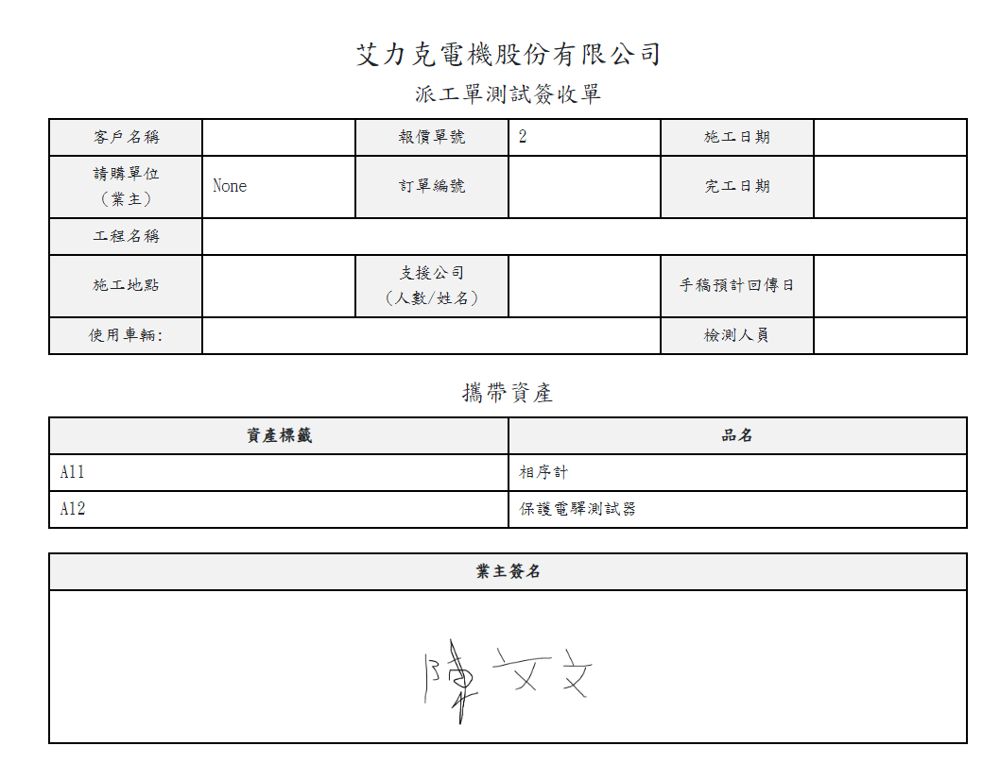 艾力克電機股份有限公司
派工單測試簽收單
客戶名稱 報價單號 2 施工日期
請購單位
(業主) None 訂單編號 完工日期
工程名稱
施工地點 支援公司
(人數/姓名) 手稿預計回傳日
使用車輛: 檢測人員
攜帶資產
資產標籤 品名
A11 相序計
A12 保護電驛測試器
業主簽名
陳文文